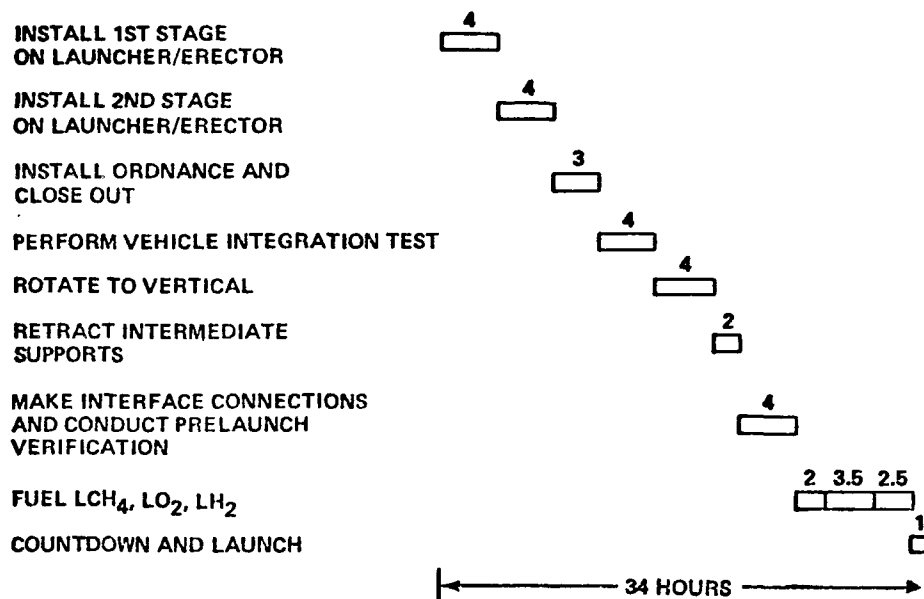 4
INSTALL 1ST STAGE
ON LAUNCHER/ERECTOR
4
INSTALL 2ND STAGE
ON LAUNCHER/ERECTOR
3
INSTALL ORDNANCE AND
CLOSE OUT
4
PERFORM VEHICLE INTEGRATION TEST
4
ROTATE TO VERTICAL
2
RETRACT INTERMEDIATE
SUPPORTS
4
MAKE INTERFACE CONNECTIONS
AND CONDUCT PRELAUNCH
VERIFICATION
2 3.5 2.5
FUEL LCH₄, LO₂, LH₂
1
COUNTDOWN AND LAUNCH
34 HOURS